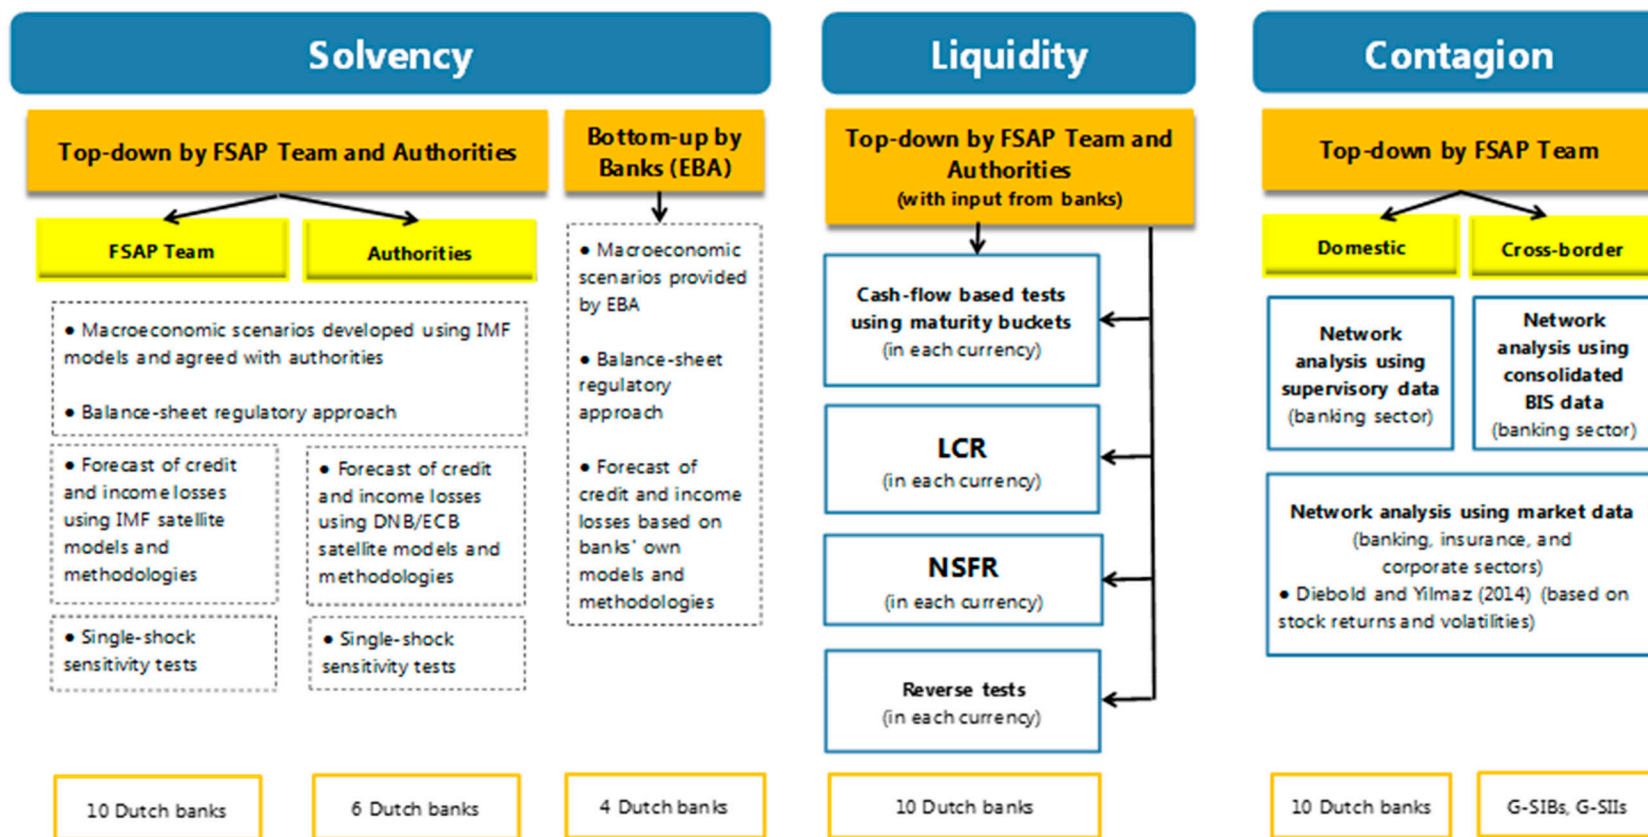 Solvency
Top-down by FSAP Team and Authorities
FSAP Team
Authorities
● Macroeconomic scenarios developed using IMF
models and agreed with authorities
● Balance-sheet regulatory approach
● Forecast of credit
and income losses
using IMF satellite
models and
methodologies
● Forecast of credit
and income losses
using DNB/ECB
satellite models and
methodologies
● Single-shock
sensitivity tests
● Single-shock
sensitivity tests
10 Dutch banks
6 Dutch banks
Bottom-up by
Banks (EBA)
● Macroeconomic
scenarios provided
by EBA
● Balance-sheet
regulatory
approach
● Forecast of
credit and income
losses based on
banks' own
models and
methodologies
4 Dutch banks
Liquidity
Top-down by FSAP Team and
Authorities
(with input from banks)
Cash-flow based tests
using maturity buckets
(in each currency)
LCR
(in each currency)
NSFR
(in each currency)
Reverse tests
(in each currency)
10 Dutch banks
Contagion
Top-down by FSAP Team
Domestic
Cross-border
Network
analysis using
supervisory data
(banking sector)
Network
analysis using
consolidated
BIS data
(banking sector)
Network analysis using market data
(banking, insurance, and
corporate sectors)
● Diebold and Yilmaz (2014) (based on
stock returns and volatilities)
10 Dutch banks
G-SIBs, G-SIIs